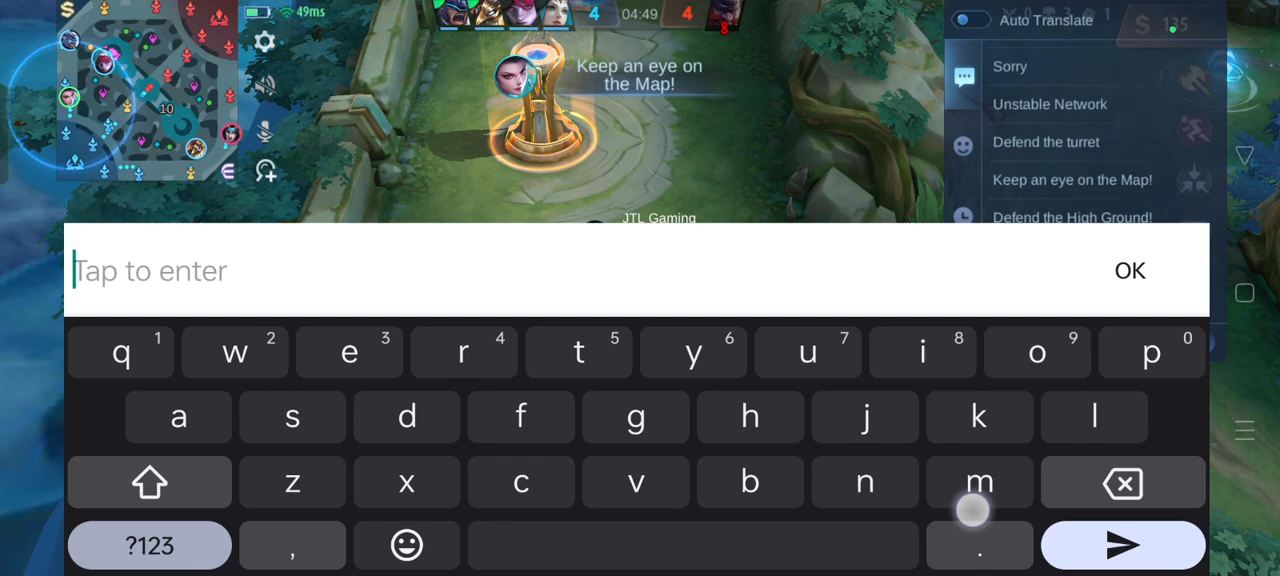 $
49ms
4
04:49
4
8
Auto Translate
$ 135
Keep an eye on
the Map!
10
Sorry
Unstable Network
Defend the turret
Keep an eye on the Map!
Defend the High Ground!
JTL Gaming
Tap to enter
OK
q 1 w 2 e 3 r 4 t 5 y 6 u 7 i 8 o 9 p 0
a s d f g h j k l
z x c v b n m
?123 , .